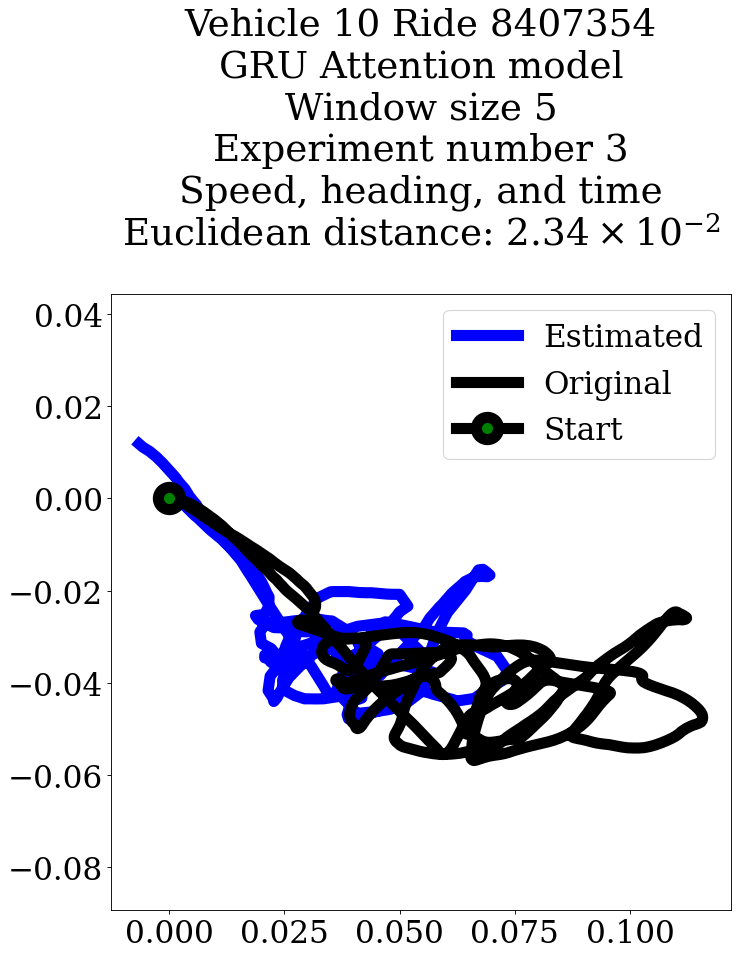 Vehicle 10 Ride 8407354
GRU Attention model
Window size 5
Experiment number 3
Speed, heading, and time
Euclidean distance: 2.34 × 10⁻²
Estimated
Original
Start
0.04
0.02
0.00
−0.02
−0.04
−0.06
−0.08
0.000 0.025 0.050 0.075 0.100